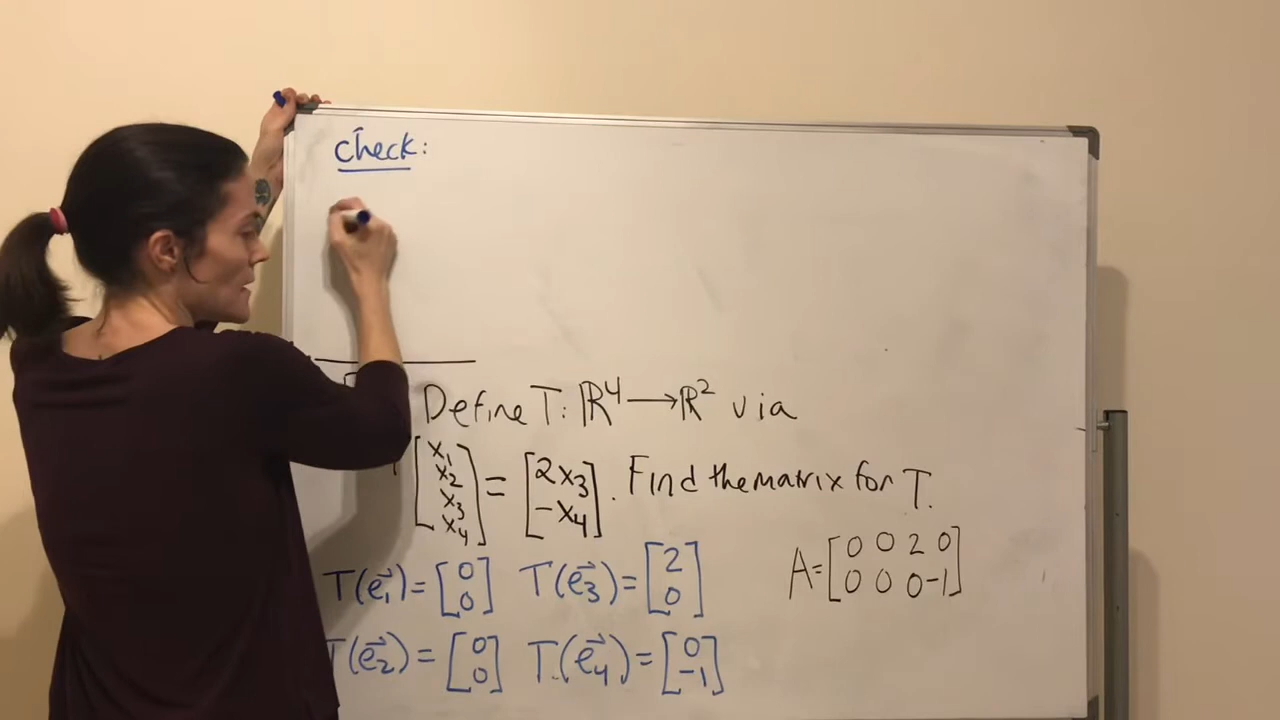 Check:
Define T: ℝ⁴ → ℝ² via
[x₁ x₂ x₃ x₄] = [2x₃ -x₄]. Find the matrix for T.
T(e⃗₁) = [0 0] T(e⃗₃) = [2 0]
A = [0 0 2 0
0 0 0 -1]
T(e⃗₂) = [0 0] T(e⃗₄) = [0 -1]